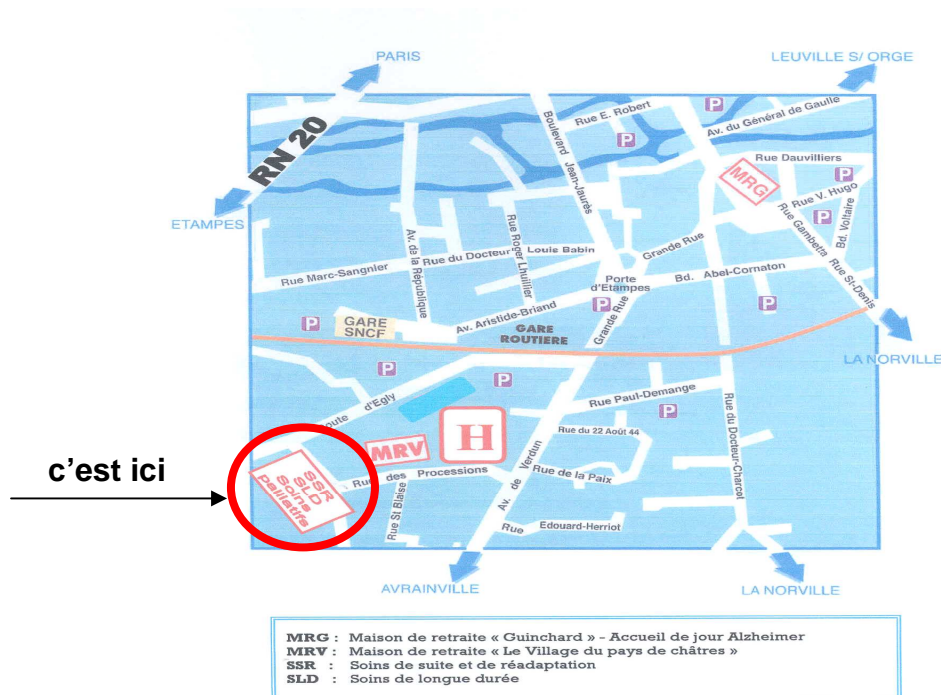 PARIS
LEUVILLE S/ ORGE
RN 20
ETAMPES
Rue E. Robert
P
Av. du Général de Gaulle
P
P
Boulevard Jean-Jaurès
MRG
Rue Dauvilliers
P
Rue V. Hugo
P
Bd. Voltaire
Rue Gambetta
Rue St-Denis
Av. de la République
Rue Roger Lhuillier
Rue du Docteur Louis Babin
Rue Marc-Sangnier
Grande Rue
Porte
d'Etampes
Bd. Abel-Cornaton
P
P
Grande Rue
Av. Aristide-Briand
P
GARE
SNCF
GARE
ROUTIERE
LA NORVILLE
P
P
Route d'Egly
Rue Paul-Demange
P
H
MRV
Rue du 22 Août 44
Rue du Docteur-Charcot
c'est ici
SSR
SLD
Soins
palliatifs
Rue des Processions
Rue St Blaise
Rue de la Paix
Av. de Verdun
Rue Edouard-Herriot
AVRAINVILLE
LA NORVILLE
MRG : Maison de retraite « Guinchard » - Accueil de jour Alzheimer
MRV : Maison de retraite « Le Village du pays de châtres »
SSR : Soins de suite et de réadaptation
SLD : Soins de longue durée